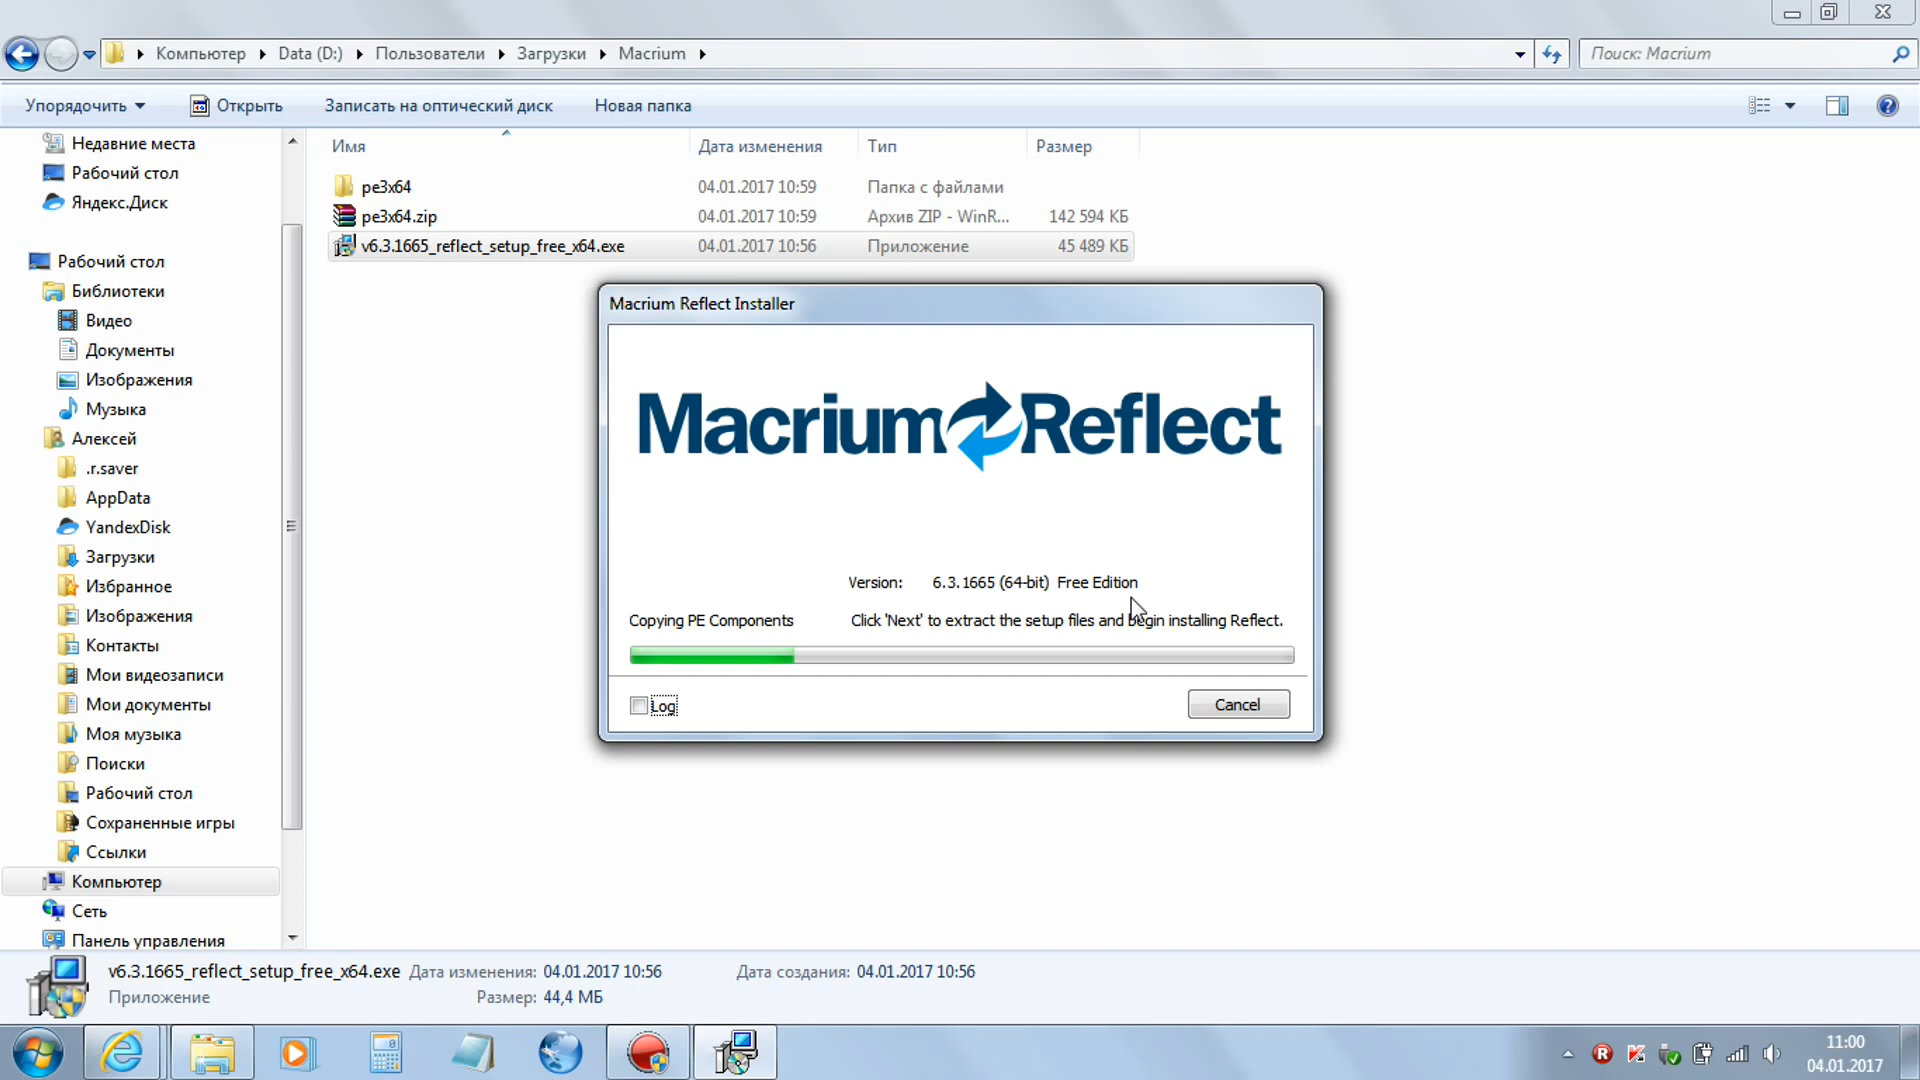 Компьютер
Data (D:)
Пользователи
Загрузки
Macrium
Поиск: Macrium
Упорядочить
Открыть
Записать на оптический диск
Новая папка
Недавние места
Рабочий стол
Яндекс.Диск
Рабочий стол
Библиотеки
Видео
Документы
Изображения
Музыка
Алексей
.r.saver
AppData
YandexDisk
Загрузки
Избранное
Изображения
Контакты
Мои видеозаписи
Мои документы
Моя музыка
Поиски
Рабочий стол
Сохраненные игры
Ссылки
Компьютер
Сеть
Панель управления
Имя Дата изменения Тип Размер
pe3x64 04.01.2017 10:59 Папка с файлами
pe3x64.zip 04.01.2017 10:59 Архив ZIP - WinR... 142 594 КБ
v6.3.1665_reflect_setup_free_x64.exe 04.01.2017 10:56 Приложение 45 489 КБ
Macrium Reflect Installer
Macrium Reflect
Version: 6.3.1665 (64-bit) Free Edition
Copying PE Components Click 'Next' to extract the setup files and begin installing Reflect.
Log
Cancel
v6.3.1665_reflect_setup_free_x64.exe Дата изменения: 04.01.2017 10:56 Дата создания: 04.01.2017 10:56
Приложение Размер: 44,4 МБ
11:00
04.01.2017